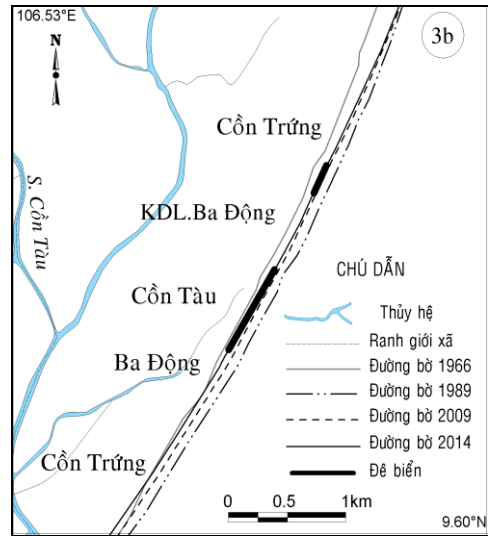 106.53°E
N
3b
Cồn Trứng
S. Cồn Tàu
KDL.Ba Động
Cồn Tàu
Ba Động
Cồn Trứng
CHÚ DẪN
Thủy hệ
Ranh giới xã
Đường bờ 1966
Đường bờ 1989
Đường bờ 2009
Đường bờ 2014
Đê biển
0 0.5 1km
9.60°N